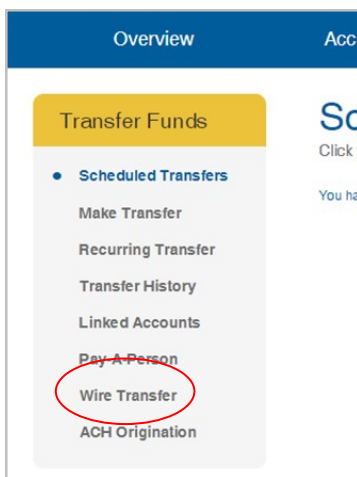 Overview
Acc
Transfer Funds
Sc
Click
Scheduled Transfers
You ha
Make Transfer
Recurring Transfer
Transfer History
Linked Accounts
Pay-A-Person
Wire Transfer
ACH Origination